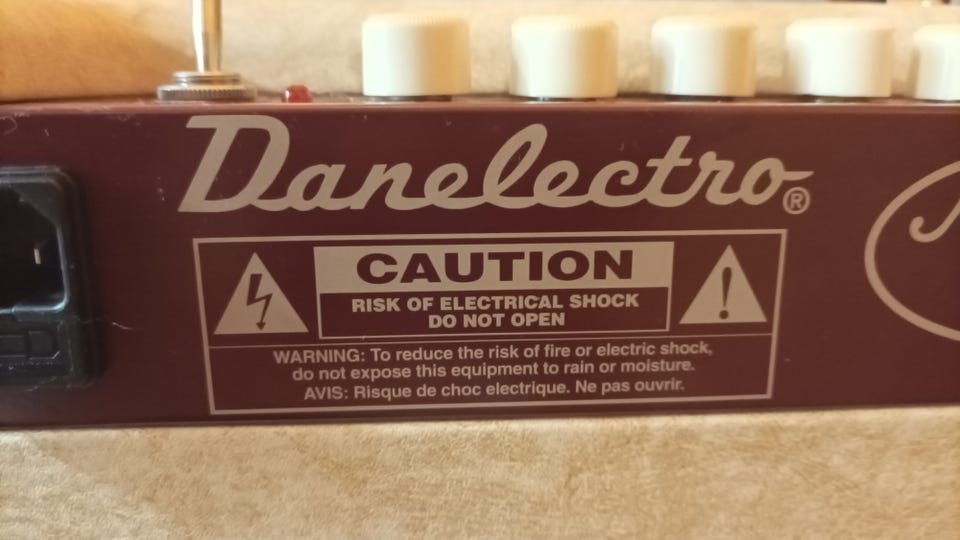 Danelectro®
CAUTION
RISK OF ELECTRICAL SHOCK
DO NOT OPEN
WARNING: To reduce the risk of fire or electric shock,
do not expose this equipment to rain or moisture.
AVIS: Risque de choc electrique. Ne pas ouvrir.